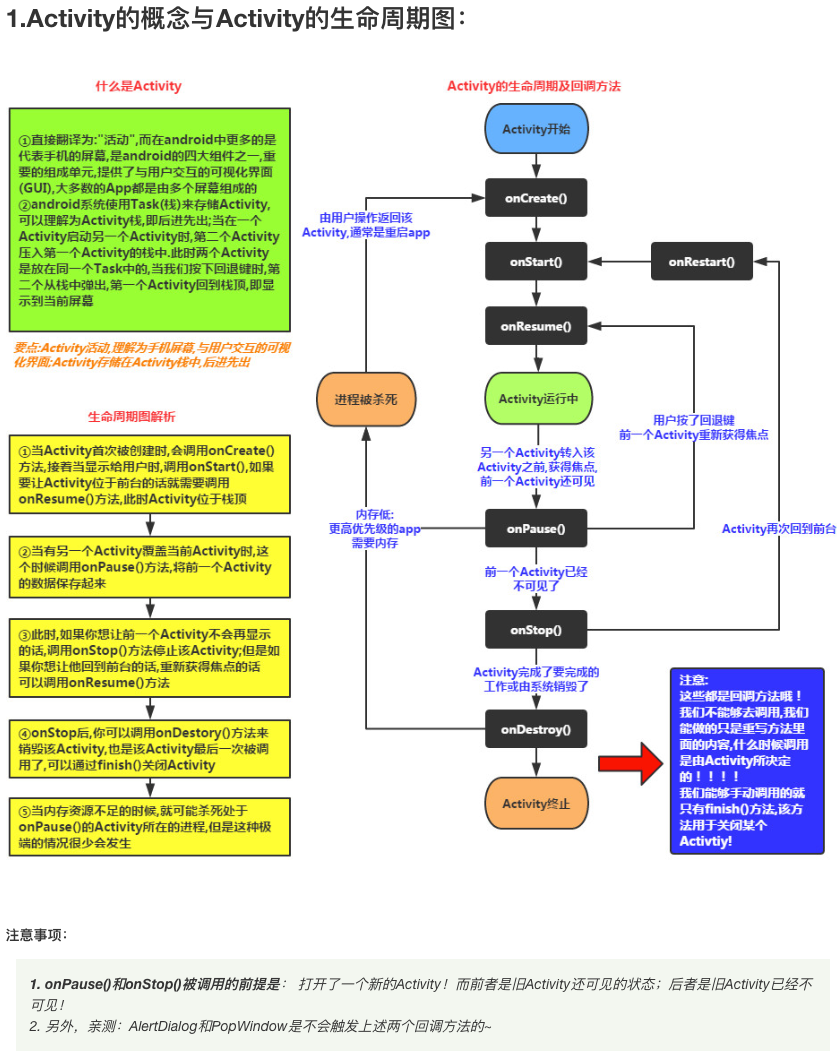 1.Activity的概念与Activity的生命周期图：
什么是Activity
①直接翻译为:"活动",而在android中更多的是
代表手机的屏幕,是android的四大组件之一,重
要的组成单元,提供了与用户交互的可视化界面
(GUI),大多数的App都是由多个屏幕组成的
②android系统使用Task(栈)来存储Activity,
可以理解为Activity栈,即后进先出;当在一个
Activity启动另一个Activity时,第二个Activity
压入第一个Activity的栈中.此时两个Activity
是放在同一个Task中的,当我们按下回退键时,第
二个从栈中弹出,第一个Activity回到栈顶,即显
示到当前屏幕
要点:Activity活动,理解为手机屏幕,与用户交互的可视
化界面;Activity存储在Activity栈中,后进先出
生命周期图解析
①当Activity首次被创建时,会调用onCreate()
方法,接着当显示给用户时,调用onStart(),如果
要让Activity位于前台的话就需要调用
onResume()方法,此时Activity位于栈顶
②当有另一个Activity覆盖当前Activity时,这
个时候调用onPause()方法,将前一个Activity
的数据保存起来
③此时,如果你想让前一个Activity不会再显示
的话,调用onStop()方法停止该Activity;但是如
果你想让他回到前台的话,重新获得焦点的话
可以调用onResume()方法
④onStop后,你可以调用onDestory()方法来
销毁该Activity,也是该Activity最后一次被调
用了,可以通过finish()关闭Activity
⑤当内存资源不足的时候,就可能杀死处于
onPause()的Activity所在的进程,但是这种极
端的情况很少会发生
Activity的生命周期及回调方法
Activity开始
onCreate()
由用户操作返回该
Activity,通常是重启app
onStart()
onRestart()
onResume()
进程被杀死
Activity运行中
用户按了回退键
前一个Activity重新获得焦点
另一个Activity转入该
Activity之前,获得焦点,
前一个Activity还可见
内存低:
更高优先级的app
需要内存
onPause()
Activity再次回到前台
前一个Activity已经
不可见了
onStop()
Activity完成了要完成的
工作或由系统销毁了
onDestroy()
Activity终止
注意:
这些都是回调方法哦！
我们不能够去调用,我们
能做的只是重写方法里
面的内容,什么时候调用
是由Activity所决定
的！！！！
我们能够手动调用的就
只有finish()方法,该方
法用于关闭某个
Activtiy!
注意事项：
1. onPause()和onStop()被调用的前提是： 打开了一个新的Activity！而前者是旧Activity还可见的状态；后者是旧Activity已经不
可见！
2. 另外，亲测：AlertDialog和PopWindow是不会触发上述两个回调方法的~